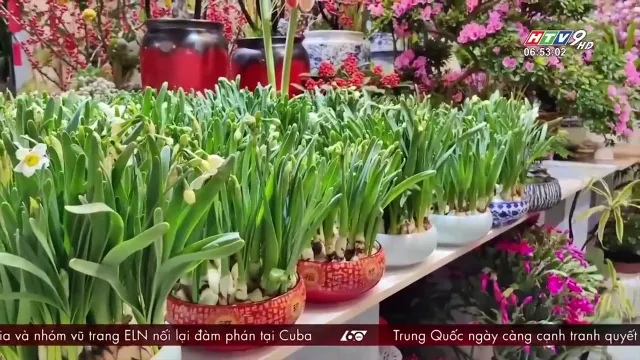 HTV9 HD
06:53:02
ia và nhóm vũ trang ELN nối lại đàm phán tại Cuba 60 Trung Quốc ngày càng cạnh tranh quyết